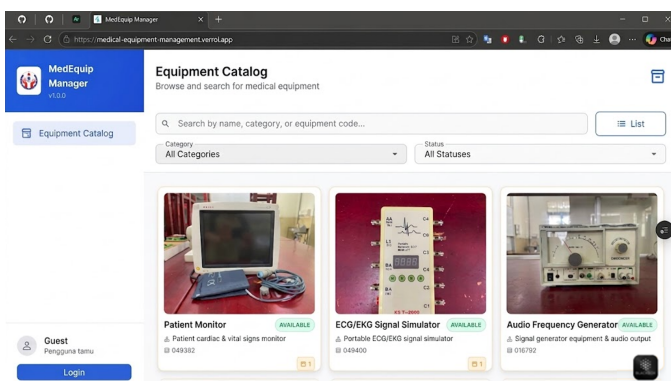 MedEquip Manager
https://medical-equipment-management.verrol.app
MedEquip
Manager
v1.0.0
Equipment Catalog
Login
Guest
Pengguna tamu
Equipment Catalog
Browse and search for medical equipment
Search by name, category, or equipment code...
List
Category
All Categories
Status
All Statuses
Patient Monitor
AVAILABLE
Patient cardiac & vital signs monitor
049382
1
ECG/EKG Signal Simulator
AVAILABLE
Portable ECG/EKG signal simulator
049400
1
Audio Frequency Generator
AVAILABLE
Signal generator equipment & audio output
016792